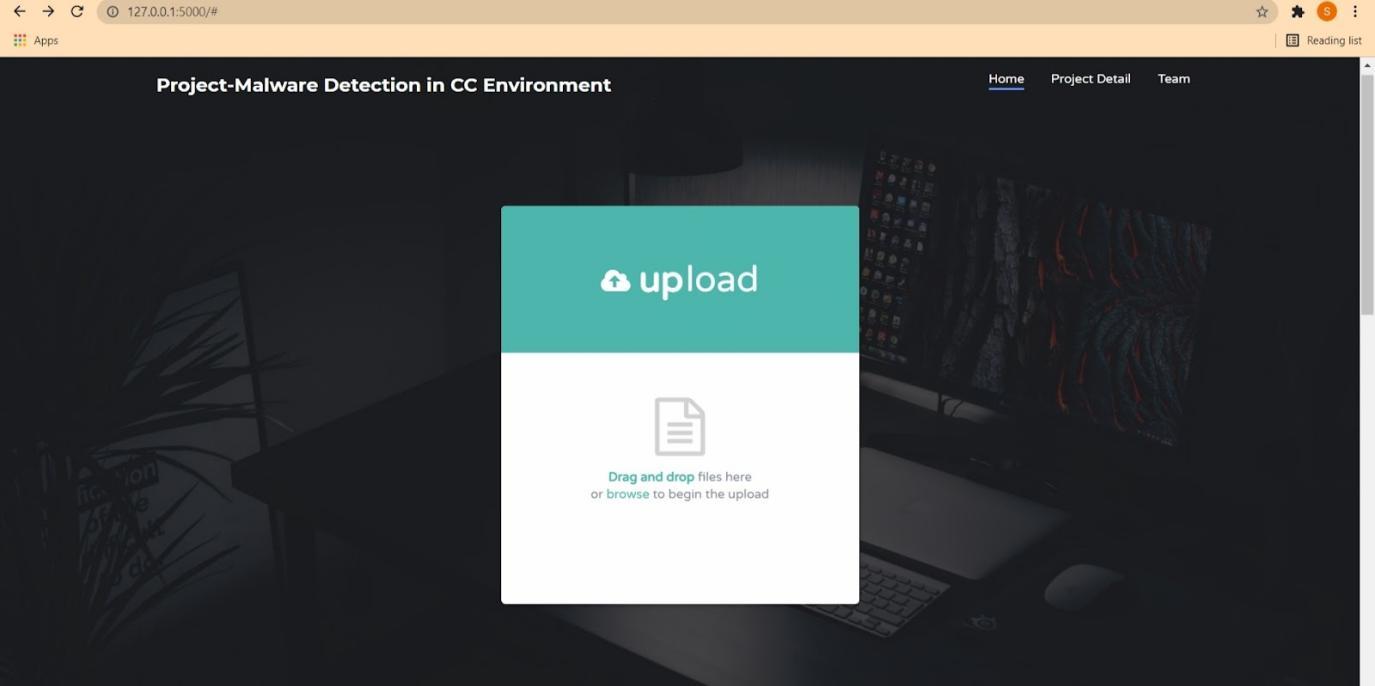 127.0.0.1:5000/#
S
Apps
Reading list
Project-Malware Detection in CC Environment
Home
Project Detail
Team
upload
Drag and drop files here
or browse to begin the upload